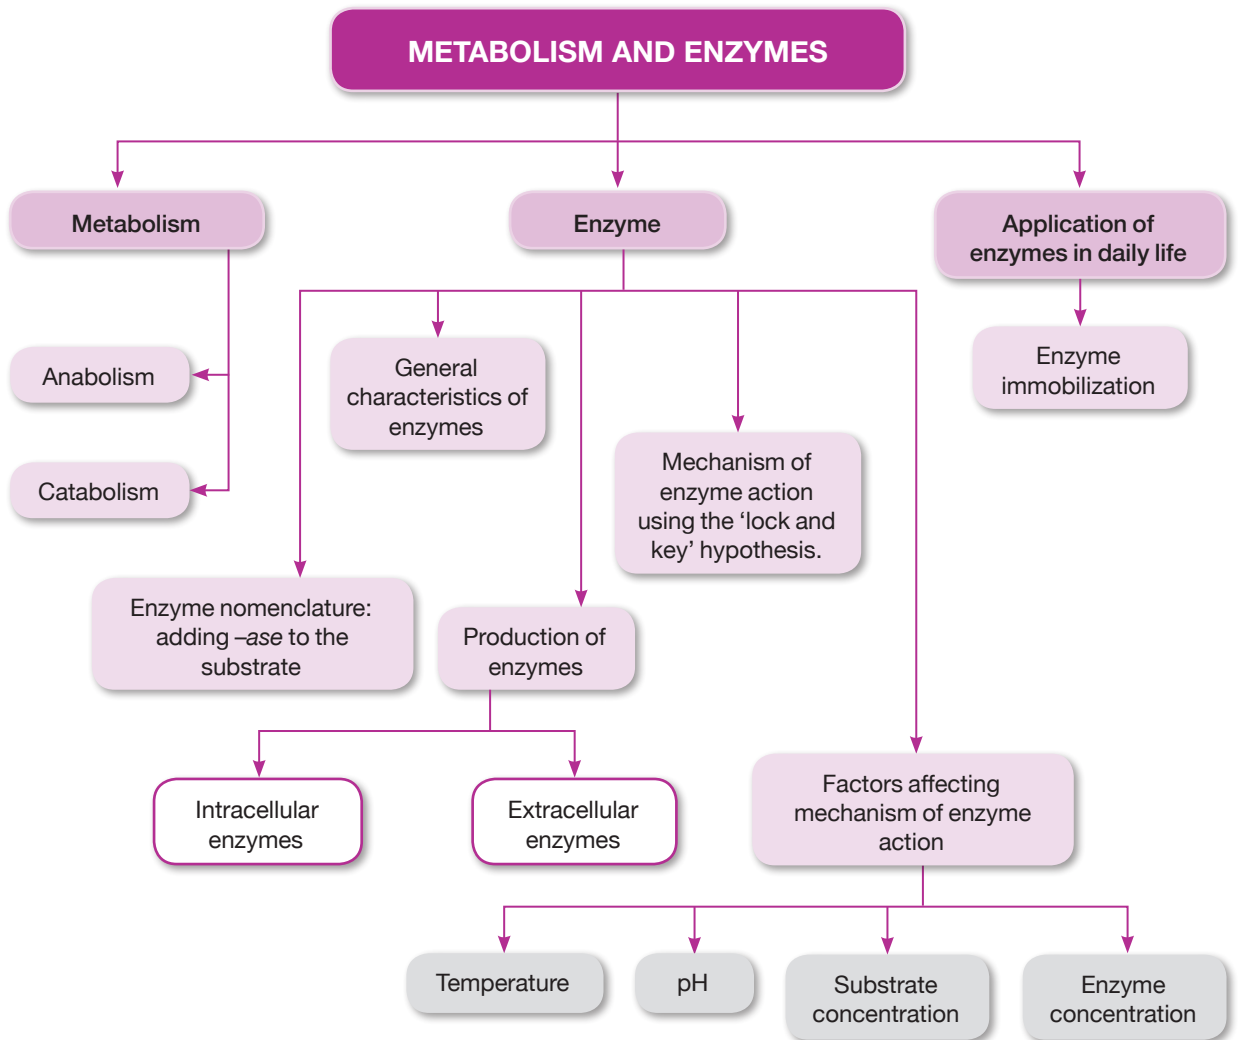 METABOLISM AND ENZYMES
Metabolism
Enzyme
Application of
enzymes in daily life
Anabolism
Catabolism
General
characteristics of
enzymes
Mechanism of
enzyme action
using the ‘lock and
key’ hypothesis.
Enzyme
immobilization
Enzyme nomenclature:
adding –ase to the
substrate
Production of
enzymes
Intracellular
enzymes
Extracellular
enzymes
Factors affecting
mechanism of enzyme
action
Temperature
pH
Substrate
concentration
Enzyme
concentration